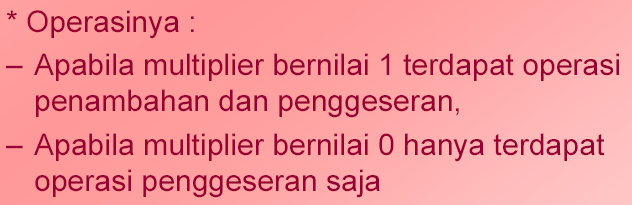 * Operasinya :
– Apabila multiplier bernilai 1 terdapat operasi
penambahan dan penggeseran,
– Apabila multiplier bernilai 0 hanya terdapat
operasi penggeseran saja